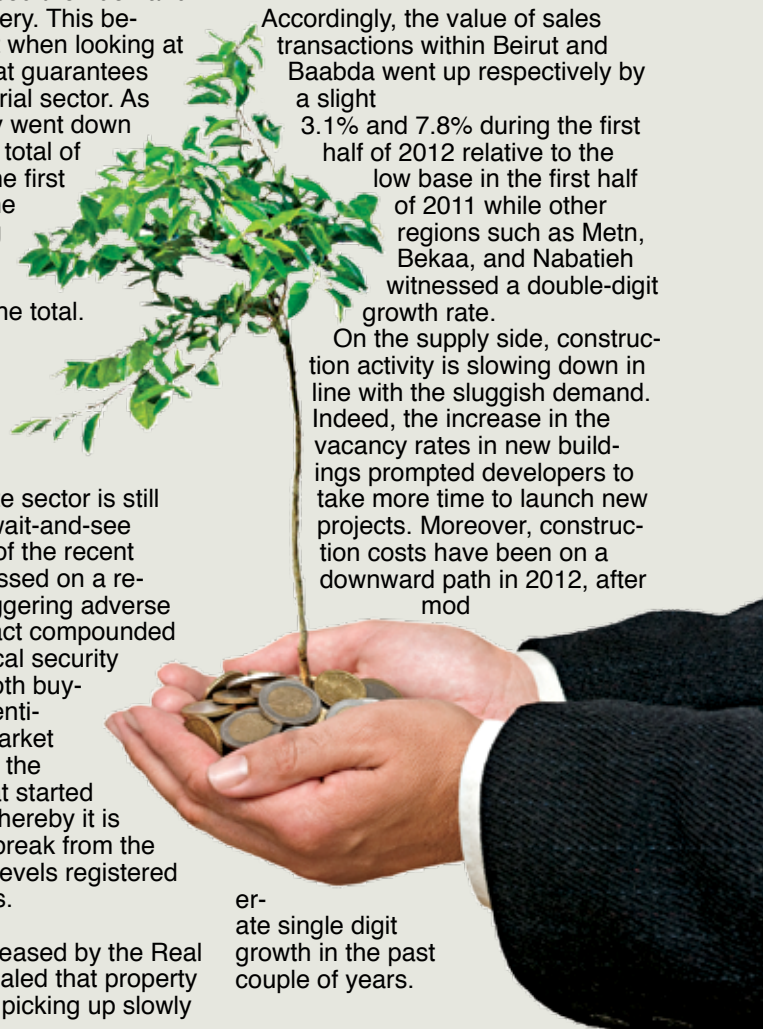 ery. This be-
when looking at
at guarantees
rial sector. As
went down
total of
he first
he
he total.
e sector is still
wait-and-see
of the recent
ssed on a re-
ggering adverse
act compounded
cal security
oth buy-
enti-
arket
the
at started
hereby it is
break from the
evels registered
s.
eased by the Real
aled that property
picking up slowly
Accordingly, the value of sales
transactions within Beirut and
Baabda went up respectively by
a slight
3.1% and 7.8% during the first
half of 2012 relative to the
low base in the first half
of 2011 while other
regions such as Metn,
Bekaa, and Nabatieh
witnessed a double-digit
growth rate.
On the supply side, construc-
tion activity is slowing down in
line with the sluggish demand.
Indeed, the increase in the
vacancy rates in new build-
ings prompted developers to
take more time to launch new
projects. Moreover, construc-
tion costs have been on a
downward path in 2012, after
mod
er-
ate single digit
growth in the past
couple of years.